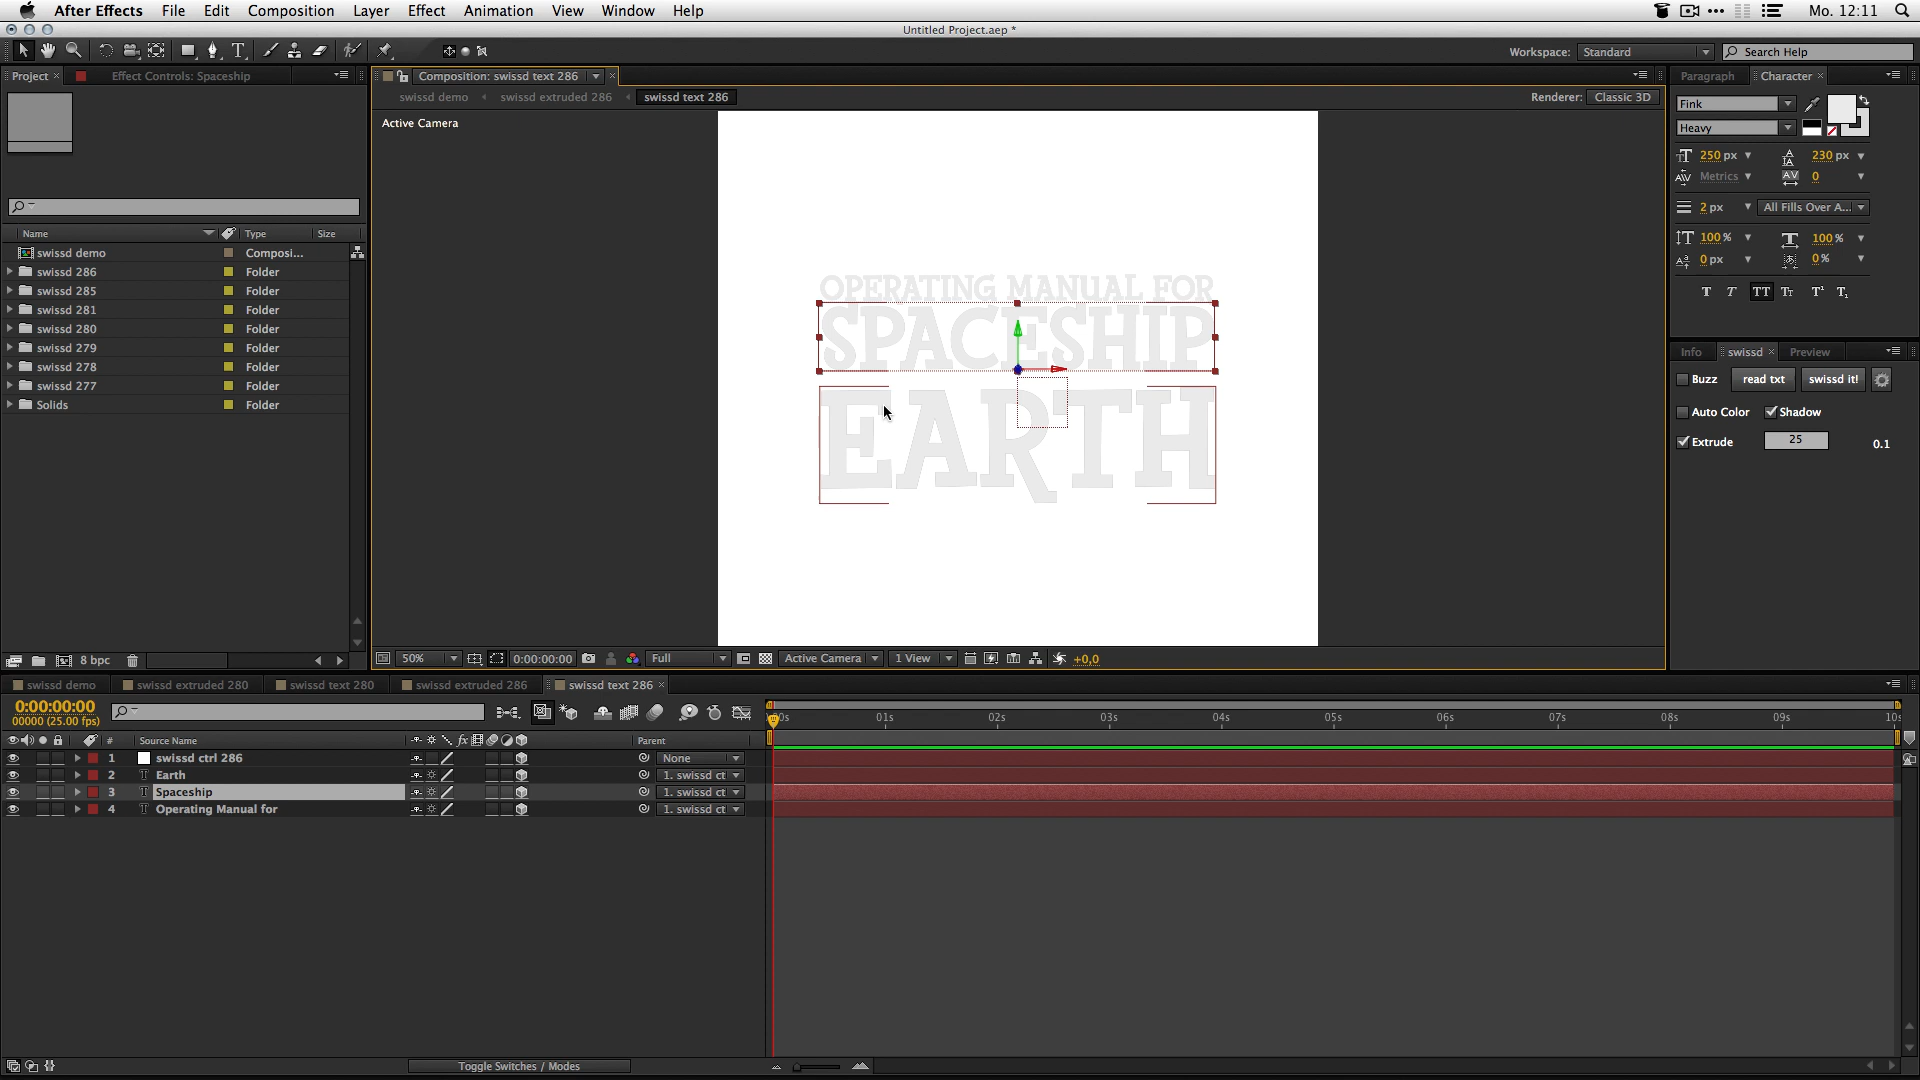 After Effects File Edit Composition Layer Effect Animation View Window Help Mo. 12:11
Untitled Project.aep *
Workspace: Standard Search Help
Project Effect Controls: Spaceship
Composition: swissd text 286
Paragraph Character
swissd demo swissd extruded 286 swissd text 286
Renderer: Classic 3D
Active Camera
Fink
Heavy
250 px 230 px
Metrics 0
2 px All Fills Over A...
100 % 100 %
0 px 0 %
T T TT Tt T¹ T₁
Name Type Size
swissd demo Composi...
swissd 286 Folder
swissd 285 Folder
swissd 281 Folder
swissd 280 Folder
swissd 279 Folder
swissd 278 Folder
swissd 277 Folder
Solids Folder
OPERATING MANUAL FOR
SPACESHIP
EARTH
Info swissd Preview
Buzz read txt swissd it!
Auto Color Shadow
Extrude 25 0.1
8 bpc
50% 0:00:00:00 Full Active Camera 1 View +0,0
swissd demo swissd extruded 280 swissd text 280 swissd extruded 286 swissd text 286
0:00:00:00
00000 (25.00 fps)
00s 01s 02s 03s 04s 05s 06s 07s 08s 09s 10s
# Source Name fx Parent
1 swissd ctrl 286 None
2 T Earth 1. swissd ct
3 T Spaceship 1. swissd ct
4 T Operating Manual for 1. swissd ct
Toggle Switches / Modes